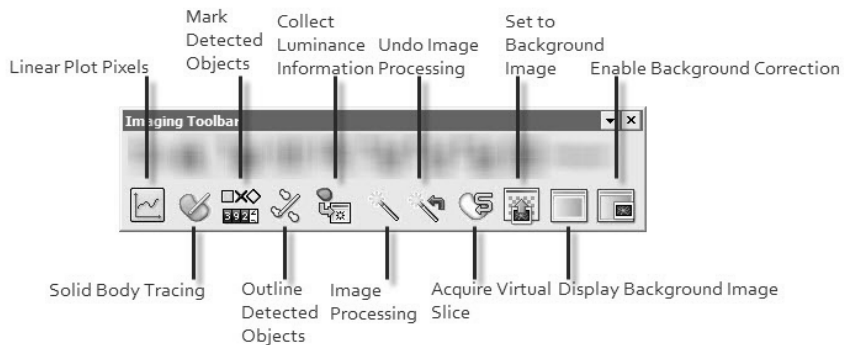 Mark
Detected
Objects
Collect
Luminance
Information
Undo Image
Processing
Set to
Background
Image
Linear Plot Pixels
Enable Background Correction
Imaging Toolbar
392
Solid Body Tracing
Outline
Detected
Objects
Image
Processing
Acquire Virtual
Slice
Display Background Image